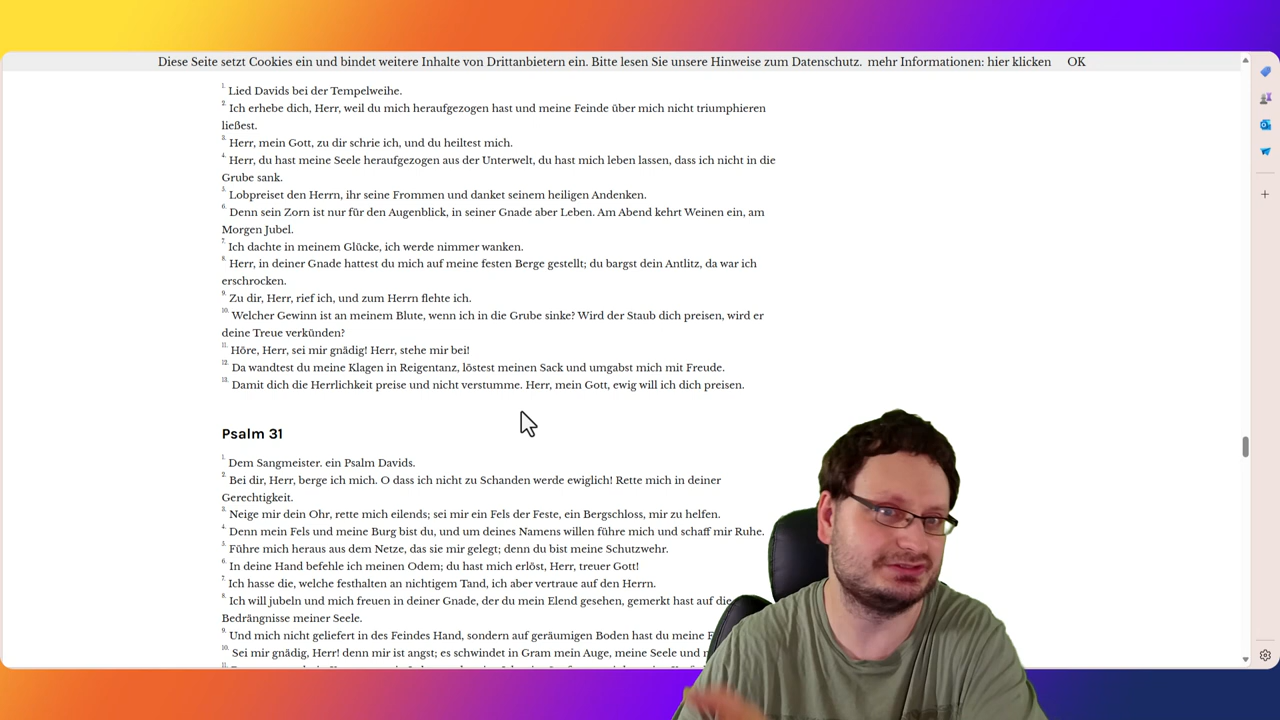 Diese Seite setzt Cookies ein und bindet weitere Inhalte von Drittanbietern ein. Bitte lesen Sie unsere Hinweise zum Datenschutz. mehr Informationen: hier klicken OK
1. Lied Davids bei der Tempelweihe.
2. Ich erhebe dich, Herr, weil du mich heraufgezogen hast und meine Feinde über mich nicht triumphieren
ließest.
3. Herr, mein Gott, zu dir schrie ich, und du heiltest mich.
4. Herr, du hast meine Seele heraufgezogen aus der Unterwelt, du hast mich leben lassen, dass ich nicht in die
Grube sank.
5. Lobpreiset den Herrn, ihr seine Frommen und danket seinem heiligen Andenken.
6. Denn sein Zorn ist nur für den Augenblick, in seiner Gnade aber Leben. Am Abend kehrt Weinen ein, am
Morgen Jubel.
7. Ich dachte in meinem Glücke, ich werde nimmer wanken.
8. Herr, in deiner Gnade hattest du mich auf meine festen Berge gestellt; du bargst dein Antlitz, da war ich
erschrocken.
9. Zu dir, Herr, rief ich, und zum Herrn flehte ich.
10. Welcher Gewinn ist an meinem Blute, wenn ich in die Grube sinke? Wird der Staub dich preisen, wird er
deine Treue verkünden?
11. Höre, Herr, sei mir gnädig! Herr, stehe mir bei!
12. Da wandtest du meine Klagen in Reigentanz, löstest meinen Sack und umgabst mich mit Freude.
13. Damit dich die Herrlichkeit preise und nicht verstumme. Herr, mein Gott, ewig will ich dich preisen.
Psalm 31
1. Dem Sangmeister. ein Psalm Davids.
2. Bei dir, Herr, berge ich mich. O dass ich nicht zu Schanden werde ewiglich! Rette mich in deiner
Gerechtigkeit.
3. Neige mir dein Ohr, rette mich eilends; sei mir ein Fels der Feste, ein Bergschloss, mir zu helfen.
4. Denn mein Fels und meine Burg bist du, und um deines Namens willen führe mich und schaff mir Ruhe.
5. Führe mich heraus aus dem Netze, das sie mir gelegt; denn du bist meine Schutzwehr.
6. In deine Hand befehle ich meinen Odem; du hast mich erlöst, Herr, treuer Gott!
7. Ich hasse die, welche festhalten an nichtigem Tand, ich aber vertraue auf den Herrn.
8. Ich will jubeln und mich freuen in deiner Gnade, der du mein Elend gesehen, gemerkt hast auf die
Bedrängnisse meiner Seele.
9. Und mich nicht geliefert in des Feindes Hand, sondern auf geräumigen Boden hast du meine
10. Sei mir gnädig, Herr! denn mir ist angst; es schwindet in Gram mein Auge, meine Seele und